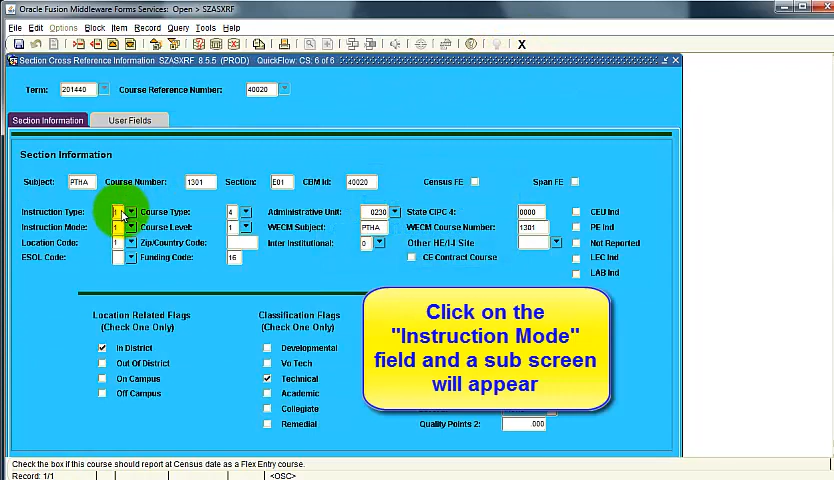 Oracle Fusion Middleware Forms Services: Open > SZASXRF
File Edit Options Block Item Record Query Tools Help
X
Section Cross Reference Information SZASXRF 8.5.5 (PROD) QuickFlow: CS: 6 of 6
Term: 201440 Course Reference Number: 40020
Section Information User Fields
Section Information
Subject: PTHA Course Number: 1301 Section: E01 CBM Id: 40020 Census FE Span FE
Instruction Type: 1 Course Type: 4 Administrative Unit: 0230 State CIPC 4: 0000 CEU Ind
Instruction Mode: 1 Course Level: 1 WECM Subject: PTHA WECM Course Number: 1301 PE Ind
Location Code: 1 Zip/Country Code: Inter Institutional: 0 Other HE/I-I Site Not Reported
ESOL Code: Funding Code: 16 CE Contract Course LEC Ind
LAB Ind
Location Related Flags Classification Flags
(Check One Only) (Check One Only)
In District Developmental
Out Of District Vo Tech
On Campus Technical
Off Campus Academic
Collegiate
Remedial Quality Points 2: 000
Click on the
"Instruction Mode"
field and a sub screen
will appear
Check the box if this course should report at Census date as a Flex Entry course.
Record: 1/1 <OSC>